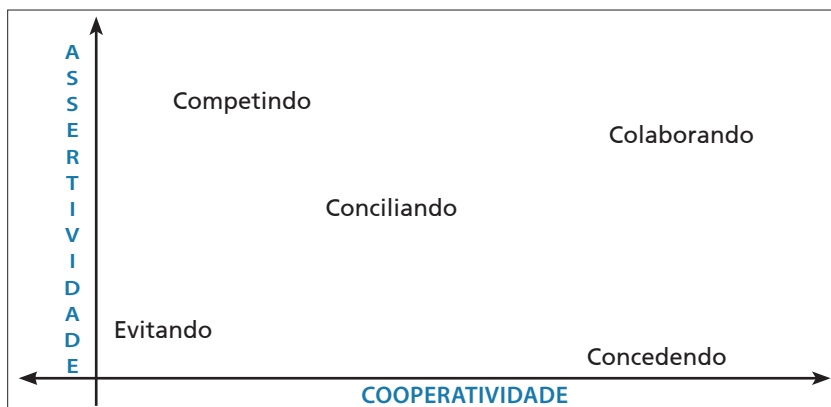 ASSERTIVIDADE
Competindo
Colaborando
Conciliando
Evitando
Concedendo
COOPERATIVIDADE